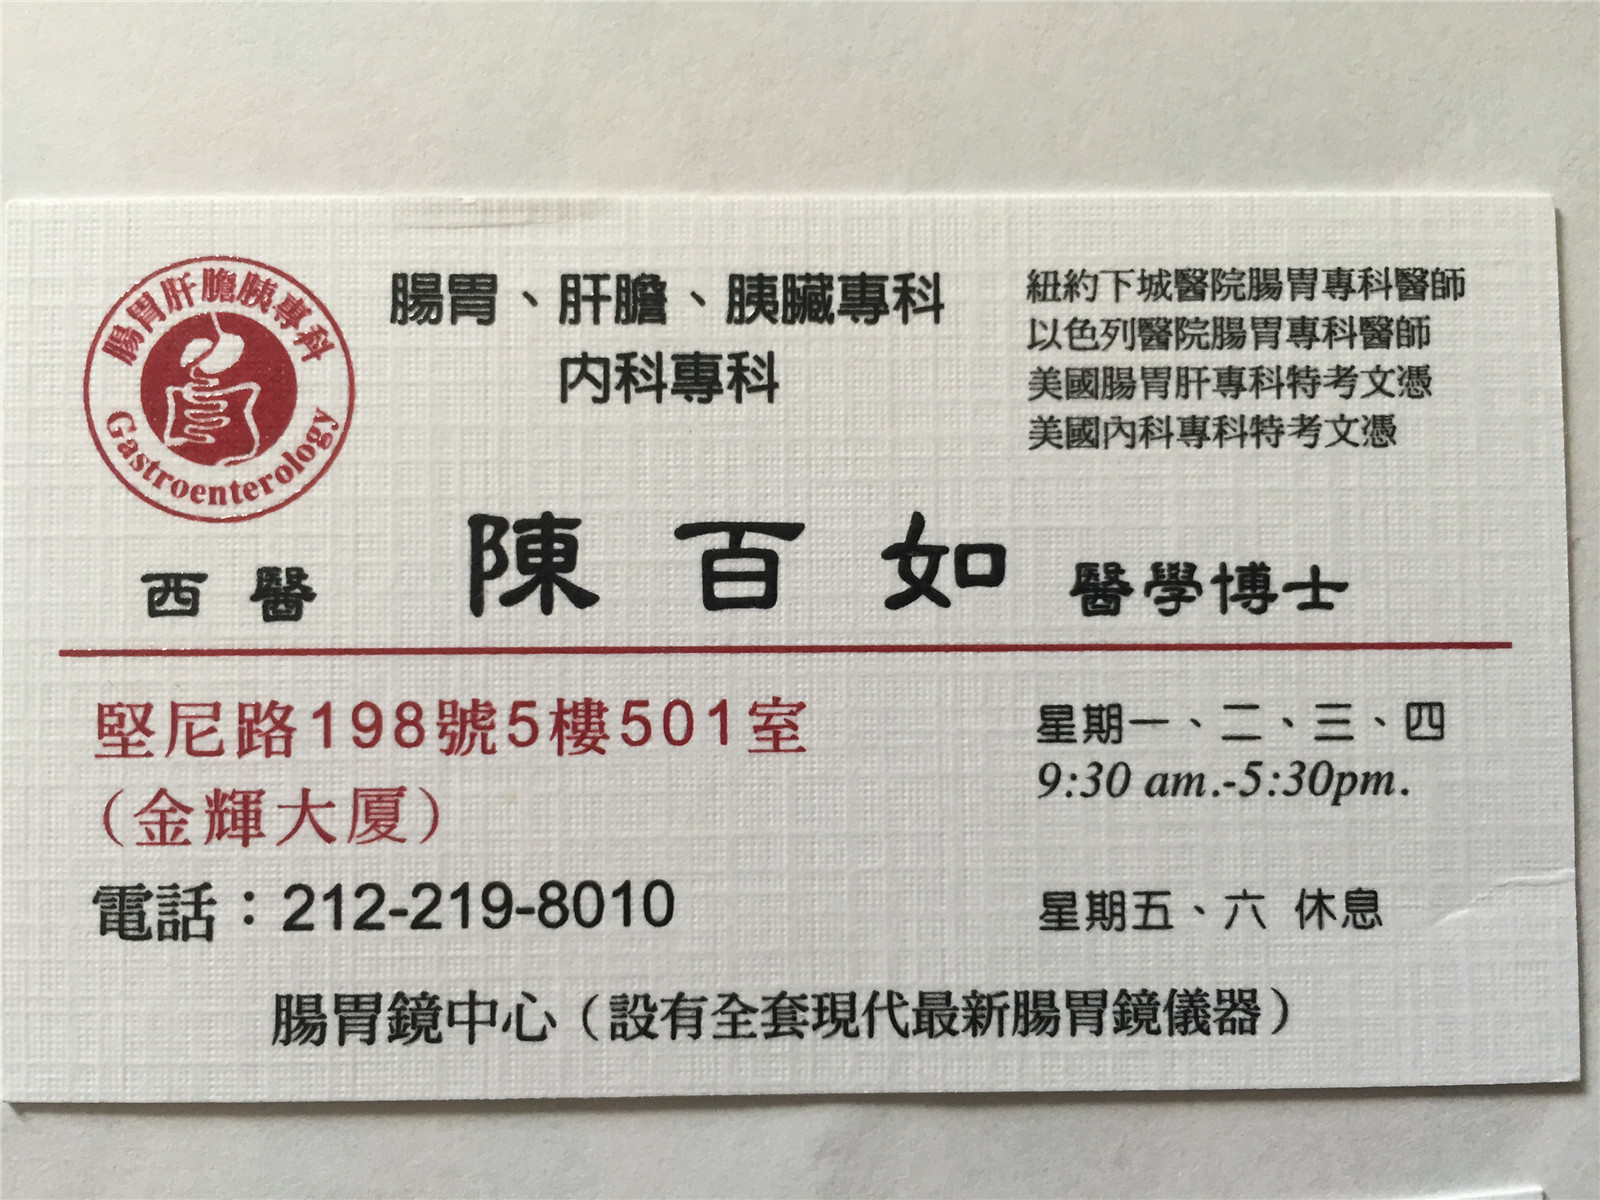 腸胃肝膽胰專科
Gastroenterology
腸胃、肝膽、胰臟專科
內科專科
紐約下城醫院腸胃專科醫師
以色列醫院腸胃專科醫師
美國腸胃肝專科特考文憑
美國內科專科特考文憑
西醫 陳百如 醫學博士
堅尼路198號5樓501室
(金輝大厦)
電話：212-219-8010
星期一、二、三、四
9:30 am.-5:30pm.
星期五、六 休息
腸胃鏡中心（設有全套現代最新腸胃鏡儀器）